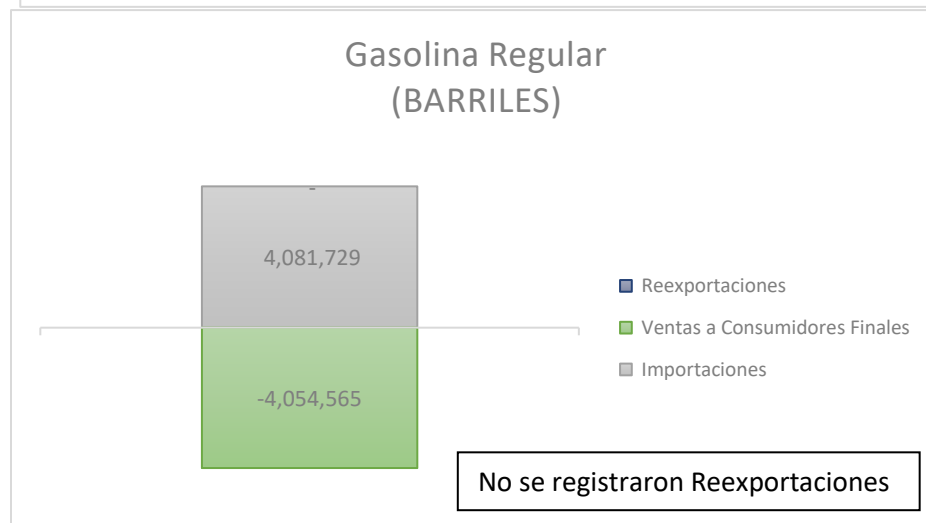 Gasolina Regular
(BARRILES)
-
4,081,729
-4,054,565
Reexportaciones
Ventas a Consumidores Finales
Importaciones
No se registraron Reexportaciones